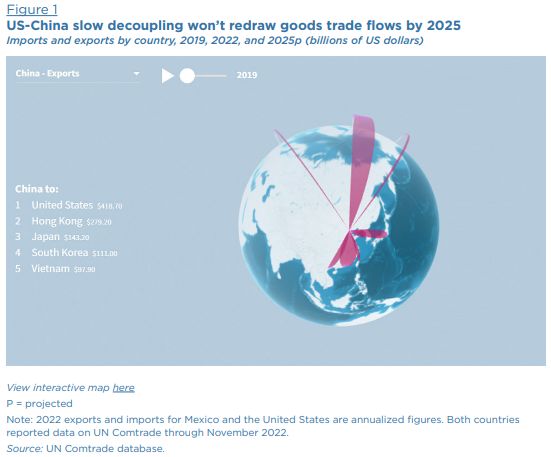 Figure 1
US-China slow decoupling won't redraw goods trade flows by 2025
Imports and exports by country, 2019, 2022, and 2025p (billions of US dollars)
China - Exports
2019
China to:
1 United States $418.70
2 Hong Kong $279.20
3 Japan $143.20
4 South Korea $111.00
5 Vietnam $97.90
View interactive map here
P = projected
Note: 2022 exports and imports for Mexico and the United States are annualized figures. Both countries
reported data on UN Comtrade through November 2022.
Source: UN Comtrade database.